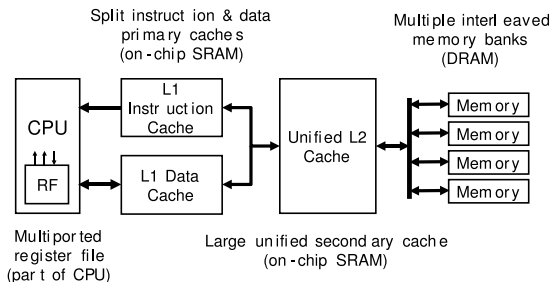 Split instruction & data
primary caches
(on-chip SRAM)
Multiple interleaved
memory banks
(DRAM)
CPU
RF
L1
Instruction
Cache
L1 Data
Cache
Unified L2
Cache
Memory
Memory
Memory
Memory
Multiported
register file
(part of CPU)
Large unified secondary cache
(on-chip SRAM)